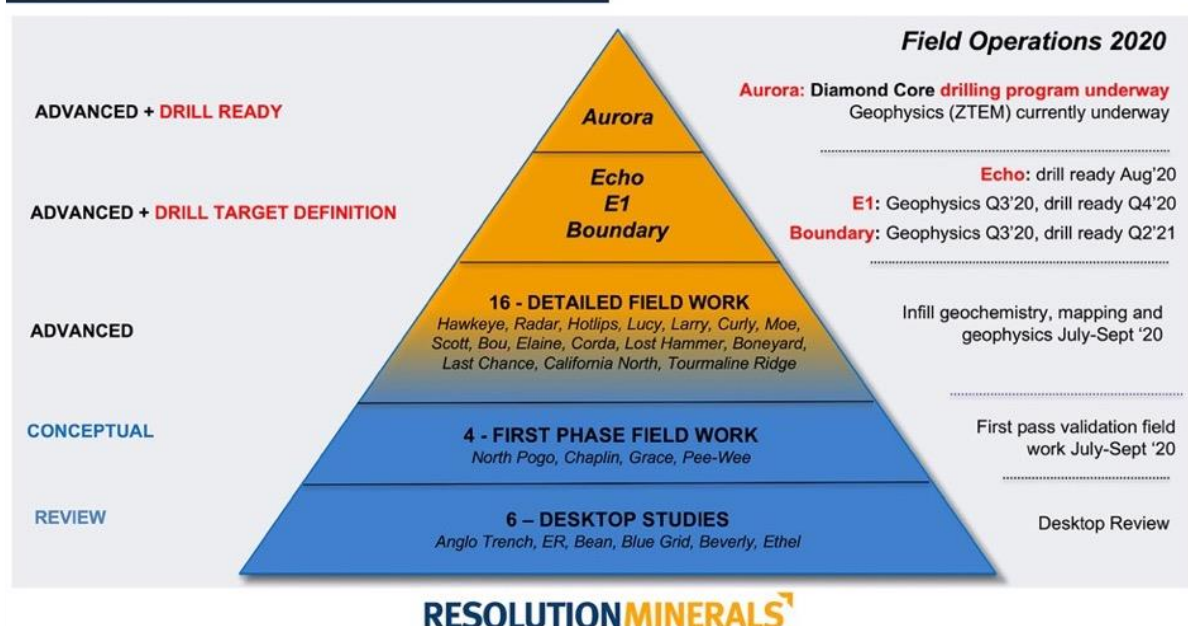 Field Operations 2020
ADVANCED + DRILL READY
Aurora
Aurora: Diamond Core drilling program underway
Geophysics (ZTEM) currently underway
ADVANCED + DRILL TARGET DEFINITION
Echo
E1
Boundary
Echo: drill ready Aug'20
E1: Geophysics Q3'20, drill ready Q4'20
Boundary: Geophysics Q3'20, drill ready Q2'21
ADVANCED
16 - DETAILED FIELD WORK
Hawkeye, Radar, Hotlips, Lucy, Larry, Curly, Moe,
Scott, Bou, Elaine, Corda, Lost Hammer, Boneyard,
Last Chance, California North, Tourmaline Ridge
Infill geochemistry, mapping and
geophysics July-Sept ‘20
CONCEPTUAL
4 - FIRST PHASE FIELD WORK
North Pogo, Chaplin, Grace, Pee-Wee
First pass validation field
work July-Sept ‘20
REVIEW
6 – DESKTOP STUDIES
Anglo Trench, ER, Bean, Blue Grid, Beverly, Ethel
Desktop Review
RESOLUTIONMINERALS